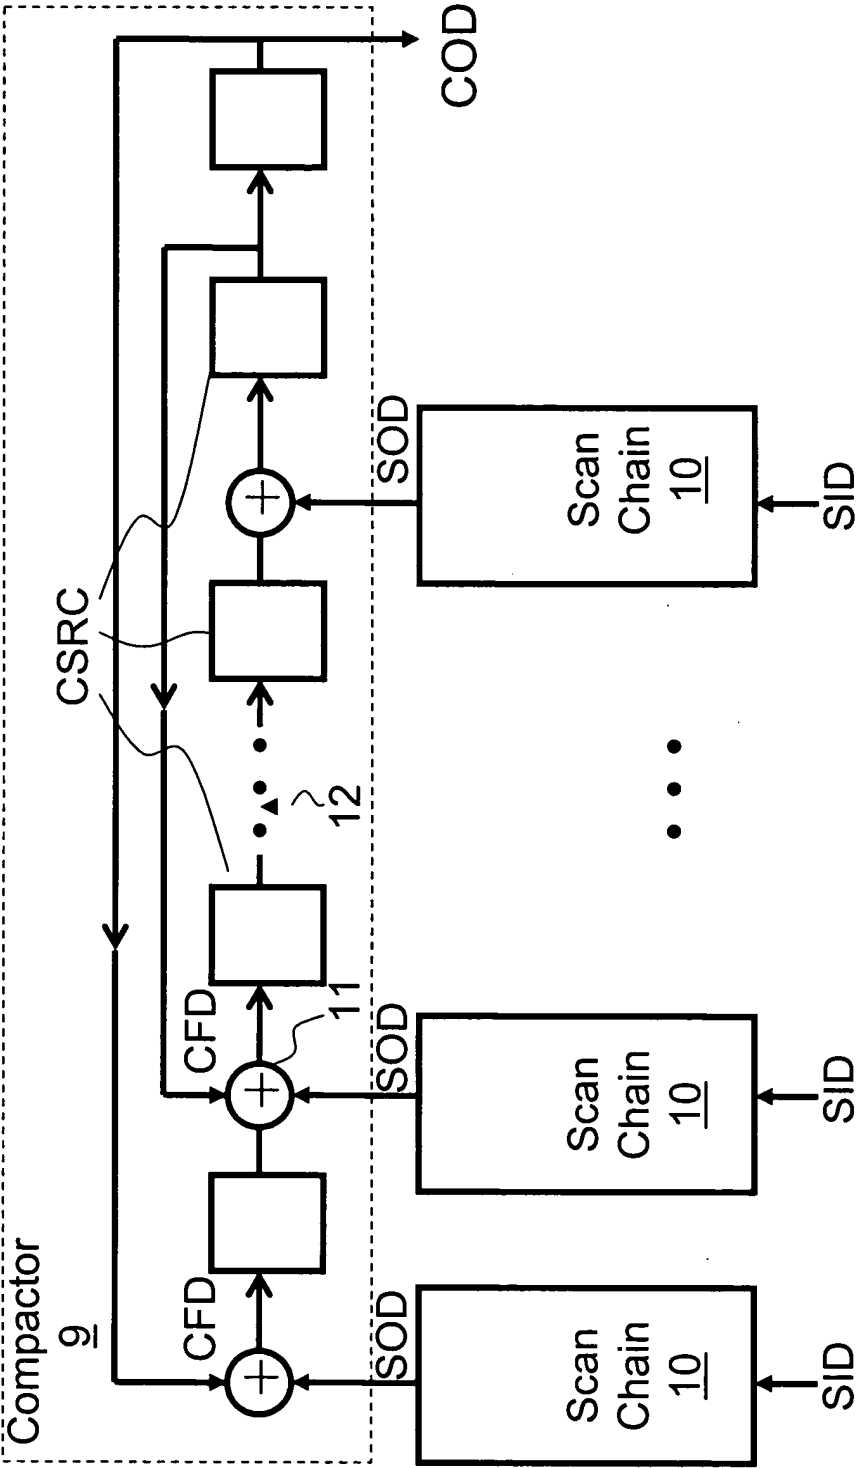 Compactor
9
CSRC
CFD
CFD
11
12
COD
SOD
SOD
SOD
Scan
Chain
10
Scan
Chain
10
Scan
Chain
10
SID
SID
SID